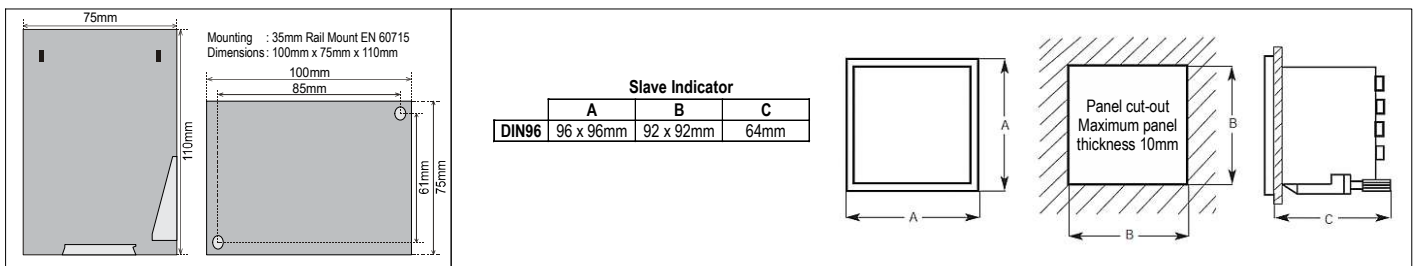 75mm
110mm
Mounting : 35mm Rail Mount EN 60715
Dimensions : 100mm x 75mm x 110mm
100mm
85mm
61mm
75mm
Slave Indicator
A B C
DIN96 96 x 96mm 92 x 92mm 64mm
A
A
Panel cut-out
Maximum panel
thickness 10mm
B
B
C